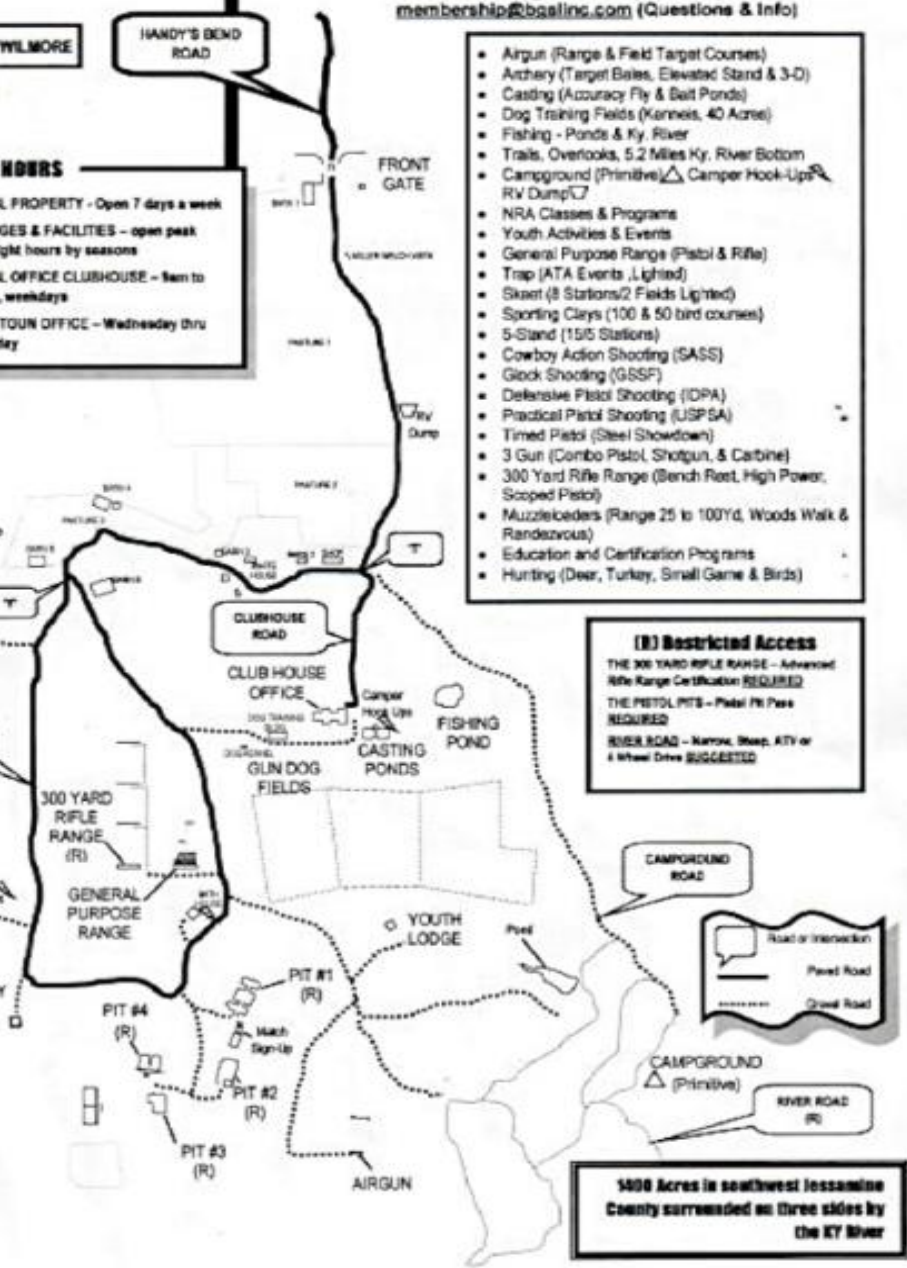 membership@bgslinc.com (Questions & Info)
WILMORE
HANDY'S BEND
ROAD
• Airgun (Range & Field Target Courses)
• Archery (Target Bales, Elevated Stand & 3-D)
• Casting (Accuracy Fly & Bait Ponds)
• Dog Training Fields (Kennels, 40 Acres)
• Fishing - Ponds & Ky. River
• Trails, Overlooks, 5.2 Miles Ky. River Bottom
• Campground (Primitive) Camper Hook-Ups
RV Dump
• NRA Classes & Programs
• Youth Activities & Events
• General Purpose Range (Pistol & Rifle)
• Trap (ATA Events ,Lighted)
• Skeet (8 Stations/2 Fields Lighted)
• Sporting Clays (100 & 50 bird courses)
• 5-Stand (15/5 Stations)
• Cowboy Action Shooting (SASS)
• Glock Shooting (GSSF)
• Defensive Pistol Shooting (IDPA)
• Practical Pistol Shooting (USPSA)
• Timed Pistol (Steel Showdown)
• 3 Gun (Combo Pistol, Shotgun, & Carbine)
• 300 Yard Rifle Range (Bench Rest, High Power,
Scoped Pistol)
• Muzzleloaders (Range 25 to 100Yd, Woods Walk &
Rendezvous)
• Education and Certification Programs
• Hunting (Deer, Turkey, Small Game & Birds)
HOURS
L PROPERTY - Open 7 days a week
GES & FACILITIES – open peak
ght hours by seasons
L OFFICE CLUBHOUSE – 9am to
, weekdays
TOUN OFFICE – Wednesday thru
day
FRONT
GATE
PASTURE 1
RV
Dump
PASTURE 2
PASTURE 3
"T"
"Y"
CLUBHOUSE
ROAD
CLUB HOUSE
OFFICE
Camper
Hook Ups
DOG TRAINING
GUN DOG
FIELDS
CASTING
PONDS
FISHING
POND
(R) Restricted Access
THE 300 YARD RIFLE RANGE – Advanced
Rifle Range Certification REQUIRED
THE PISTOL PITS – Pistol Pit Pass
REQUIRED
RIVER ROAD – Narrow, Steep, ATV or
4 Wheel Drive SUGGESTED
300 YARD
RIFLE
RANGE
(R)
GENERAL
PURPOSE
RANGE
CAMPGROUND
ROAD
YOUTH
LODGE
Pond
Road or Intersection
Paved Road
Gravel Road
PIT #1
(R)
PIT #4
(R)
Match
Sign-Up
PIT #2
(R)
PIT #3
(R)
AIRGUN
CAMPGROUND
(Primitive)
RIVER ROAD
(R)
1400 Acres in southwest Jessamine
County surrounded on three sides by
the KY River